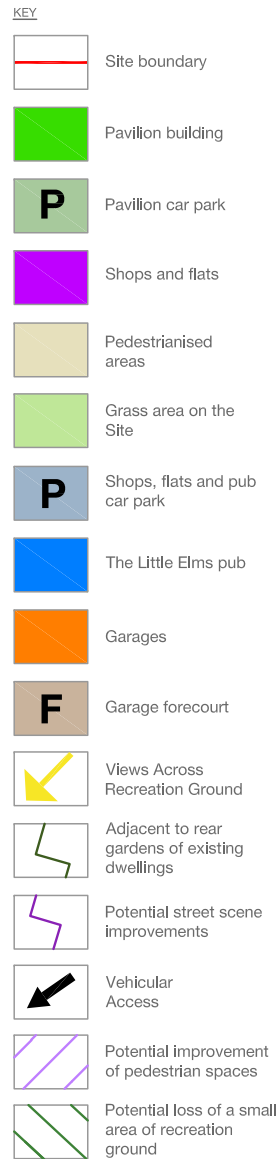 KEY
Site boundary
Pavilion building
P
Pavilion car park
Shops and flats
Pedestrianised
areas
Grass area on the
Site
P
Shops, flats and pub
car park
The Little Elms pub
Garages
F
Garage forecourt
Views Across
Recreation Ground
Adjacent to rear
gardens of existing
dwellings
Potential street scene
improvements
Vehicular
Access
Potential improvement
of pedestrian spaces
Potential loss of a small
area of recreation
ground